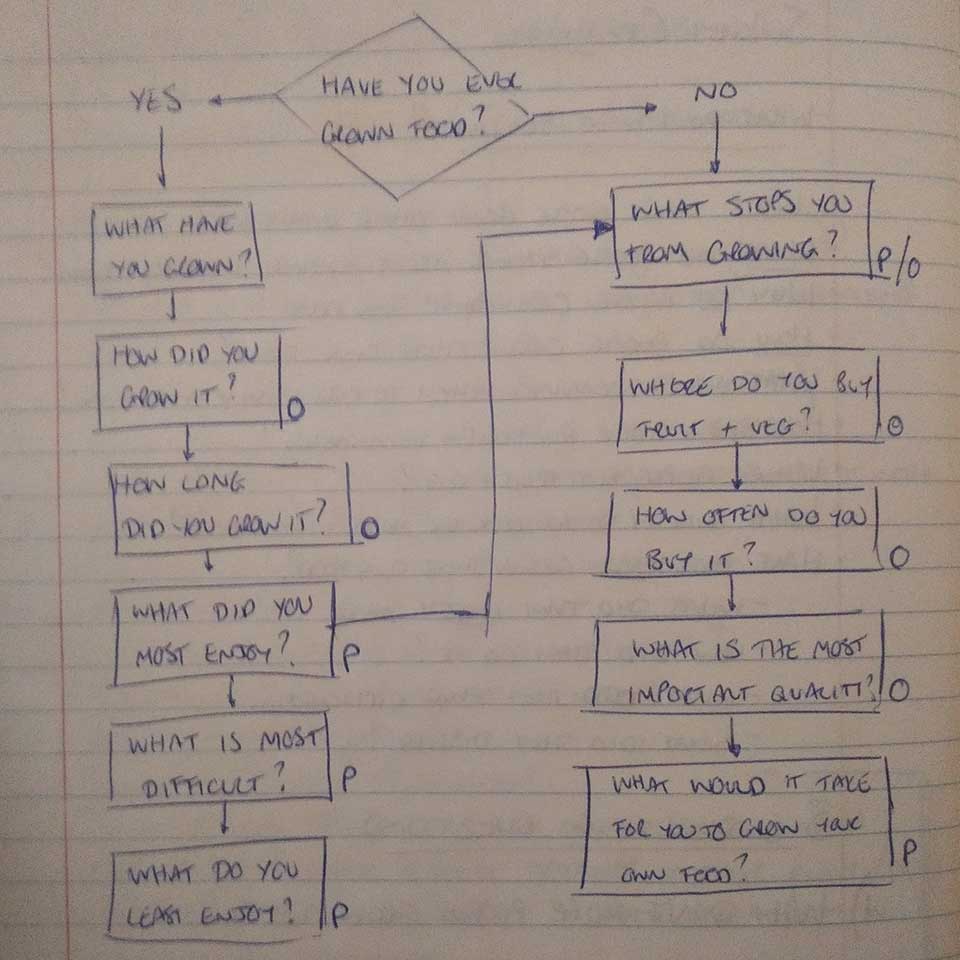 HAVE YOU EVER
GROWN FOOD?
YES
NO
WHAT HAVE
YOU GROWN?
HOW DID YOU
GROW IT?
O
HOW LONG
DID YOU GROW IT?
O
WHAT DID YOU
MOST ENJOY?
P
WHAT IS MOST
DIFFICULT?
P
WHAT DO YOU
LEAST ENJOY?
P
WHAT STOPS YOU
FROM GROWING?
P/O
WHERE DO YOU BUY
FRUIT + VEG?
O
HOW OFTEN DO YOU
BUY IT?
O
WHAT IS THE MOST
IMPORTANT QUALITY?
O
WHAT WOULD IT TAKE
FOR YOU TO GROW YOUR
OWN FOOD?
P